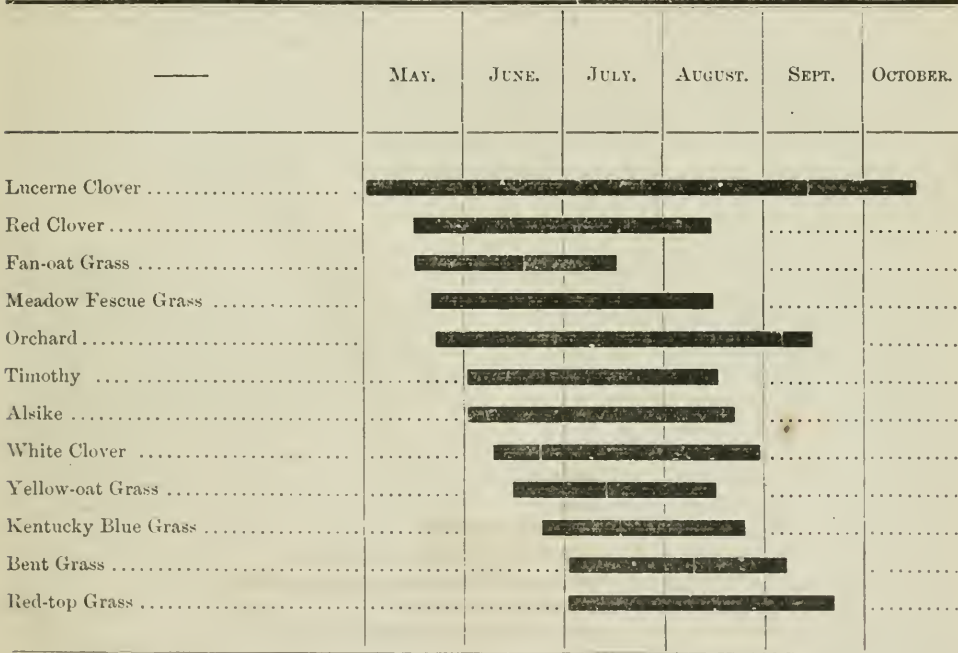 MAY. JUNE. JULY. AUGUST. SEPT. OCTOBER.
Lucerne Clover
Red Clover
Fan-oat Grass
Meadow Fescue Grass
Orchard
Timothy
Alsike
White Clover
Yellow-oat Grass
Kentucky Blue Grass
Bent Grass
Red-top Grass